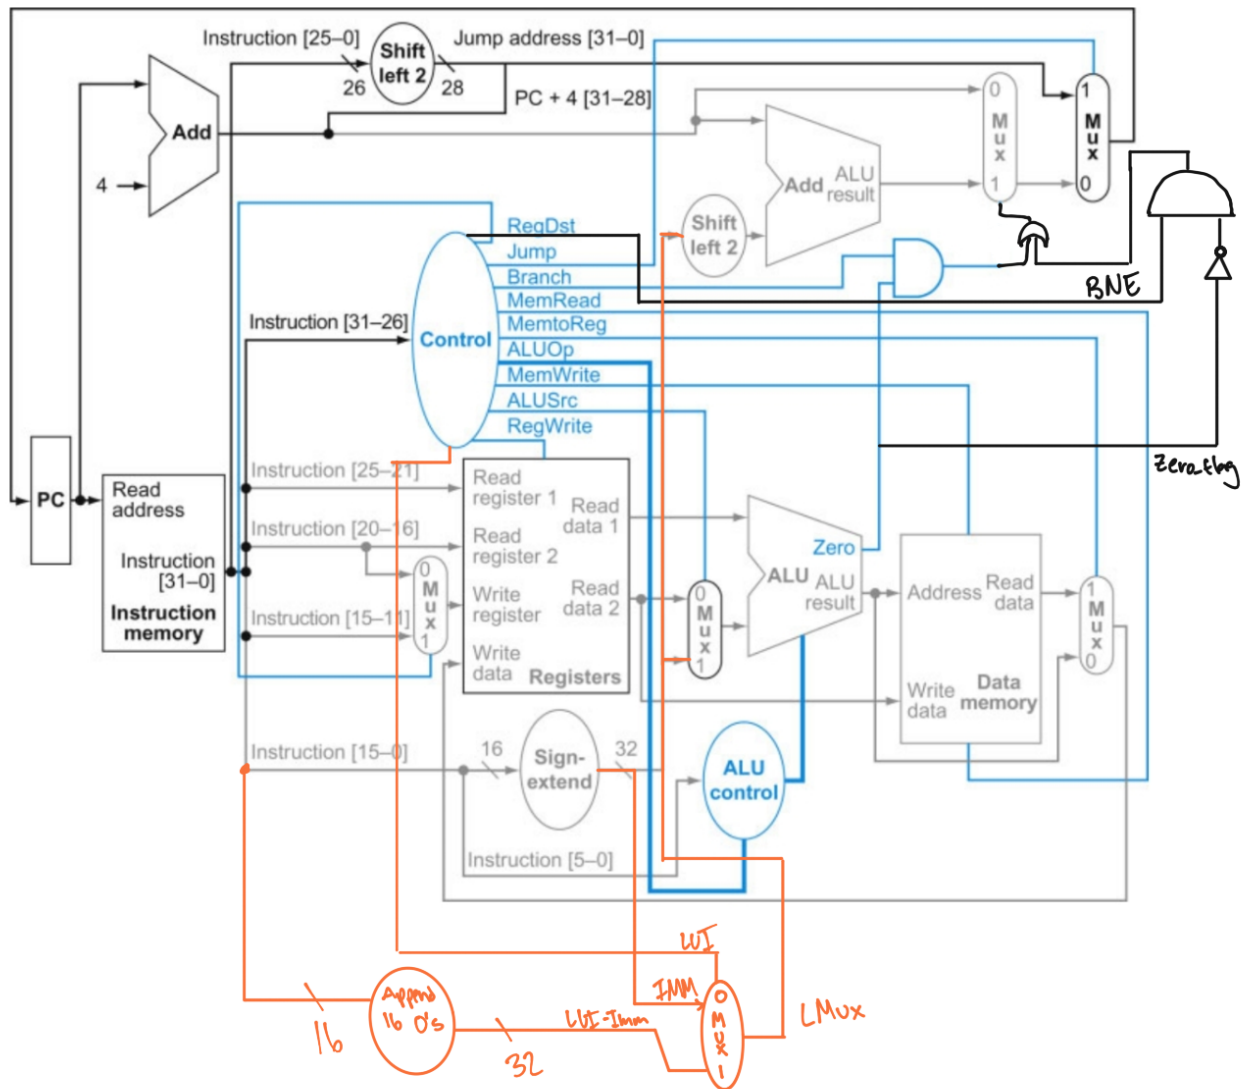 Instruction [25–0]
Shift
left 2
Jump address [31–0]
26
28
PC + 4 [31–28]
Add
4
0
M
u
x
1
1
M
u
x
0
Add
ALU
result
Shift
left 2
RegDst
Jump
Branch
MemRead
MemtoReg
ALUOp
MemWrite
ALUSrc
RegWrite
BNE
Instruction [31–26]
Control
Zero_flag
PC
Read
address
Instruction
[31–0]
Instruction
memory
Instruction [25–21]
Instruction [20–16]
Instruction [15–11]
0
M
u
x
1
Read
register 1
Read
register 2
Write
register
Write
data
Read
data 1
Read
data 2
Registers
0
M
u
x
1
Zero
ALU
ALU
result
Address
Read
data
Write
data
Data
memory
1
M
u
x
0
Instruction [15–0]
16
Sign-
extend
32
ALU
control
Instruction [5–0]
LUI
IMM
Append
16 0's
16
32
LUI-Imm
0
M
U
X
1
LMux